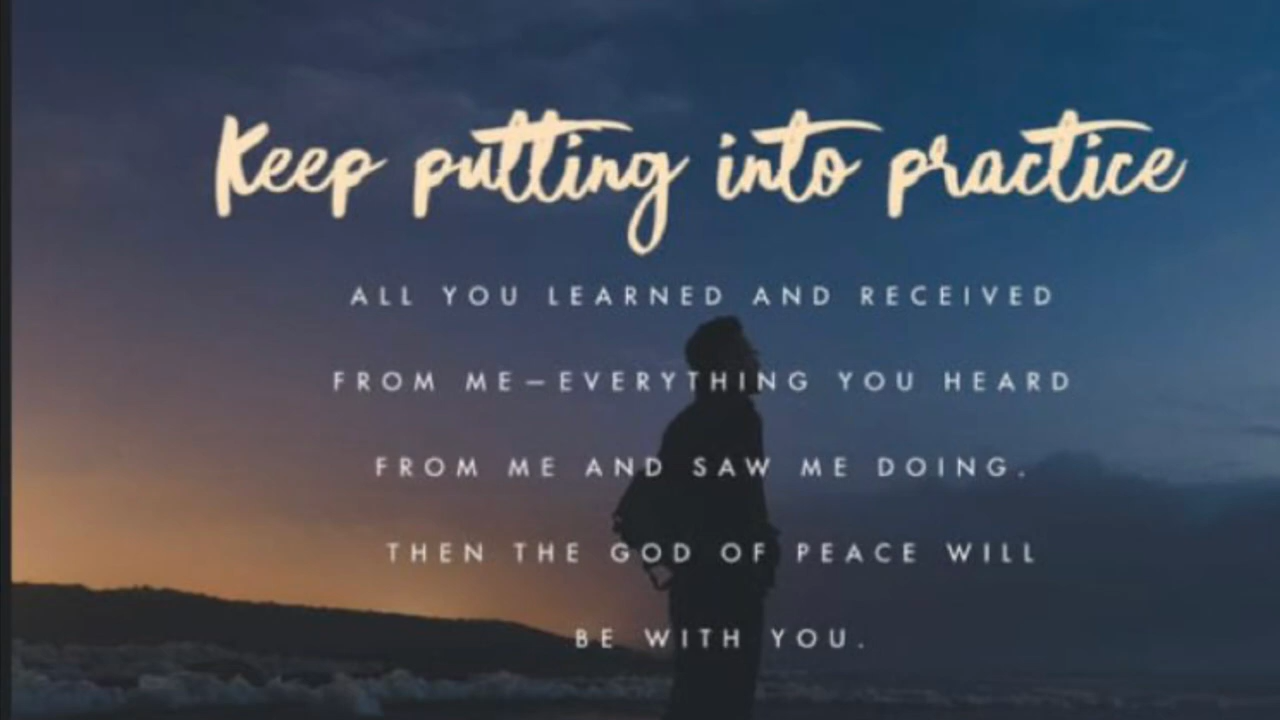 Keep putting into practice
ALL YOU LEARNED AND RECEIVED
FROM ME—EVERYTHING YOU HEARD
FROM ME AND SAW ME DOING.
THEN THE GOD OF PEACE WILL
BE WITH YOU.